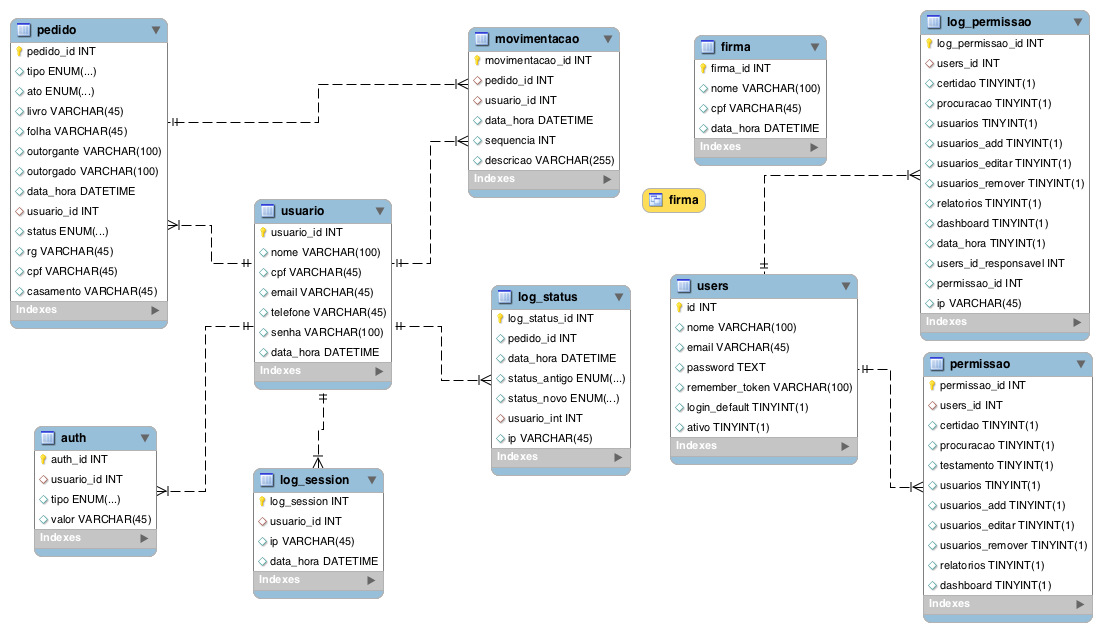 pedido
pedido_id INT
tipo ENUM(...)
ato ENUM(...)
livro VARCHAR(45)
folha VARCHAR(45)
outorgante VARCHAR(100)
outorgado VARCHAR(100)
data_hora DATETIME
usuario_id INT
status ENUM(...)
rg VARCHAR(45)
cpf VARCHAR(45)
casamento VARCHAR(45)
Indexes
movimentacao
movimentacao_id INT
pedido_id INT
usuario_id INT
data_hora DATETIME
sequencia INT
descricao VARCHAR(255)
Indexes
firma
firma_id INT
nome VARCHAR(100)
cpf VARCHAR(45)
data_hora DATETIME
Indexes
firma
log_permissao
log_permissao_id INT
users_id INT
certidao TINYINT(1)
procuracao TINYINT(1)
usuarios TINYINT(1)
usuarios_add TINYINT(1)
usuarios_editar TINYINT(1)
usuarios_remover TINYINT(1)
relatorios TINYINT(1)
dashboard TINYINT(1)
data_hora TINYINT(1)
users_id_responsavel INT
permissao_id INT
ip VARCHAR(45)
Indexes
usuario
usuario_id INT
nome VARCHAR(100)
cpf VARCHAR(45)
email VARCHAR(45)
telefone VARCHAR(45)
senha VARCHAR(100)
data_hora DATETIME
Indexes
log_status
log_status_id INT
pedido_id INT
data_hora DATETIME
status_antigo ENUM(...)
status_novo ENUM(...)
usuario_int INT
ip VARCHAR(45)
Indexes
users
id INT
nome VARCHAR(100)
email VARCHAR(45)
password TEXT
remember_token VARCHAR(100)
login_default TINYINT(1)
ativo TINYINT(1)
Indexes
permissao
permissao_id INT
users_id INT
certidao TINYINT(1)
procuracao TINYINT(1)
testamento TINYINT(1)
usuarios TINYINT(1)
usuarios_add TINYINT(1)
usuarios_editar TINYINT(1)
usuarios_remover TINYINT(1)
relatorios TINYINT(1)
dashboard TINYINT(1)
Indexes
auth
auth_id INT
usuario_id INT
tipo ENUM(...)
valor VARCHAR(45)
Indexes
log_session
log_session INT
usuario_id INT
ip VARCHAR(45)
data_hora DATETIME
Indexes